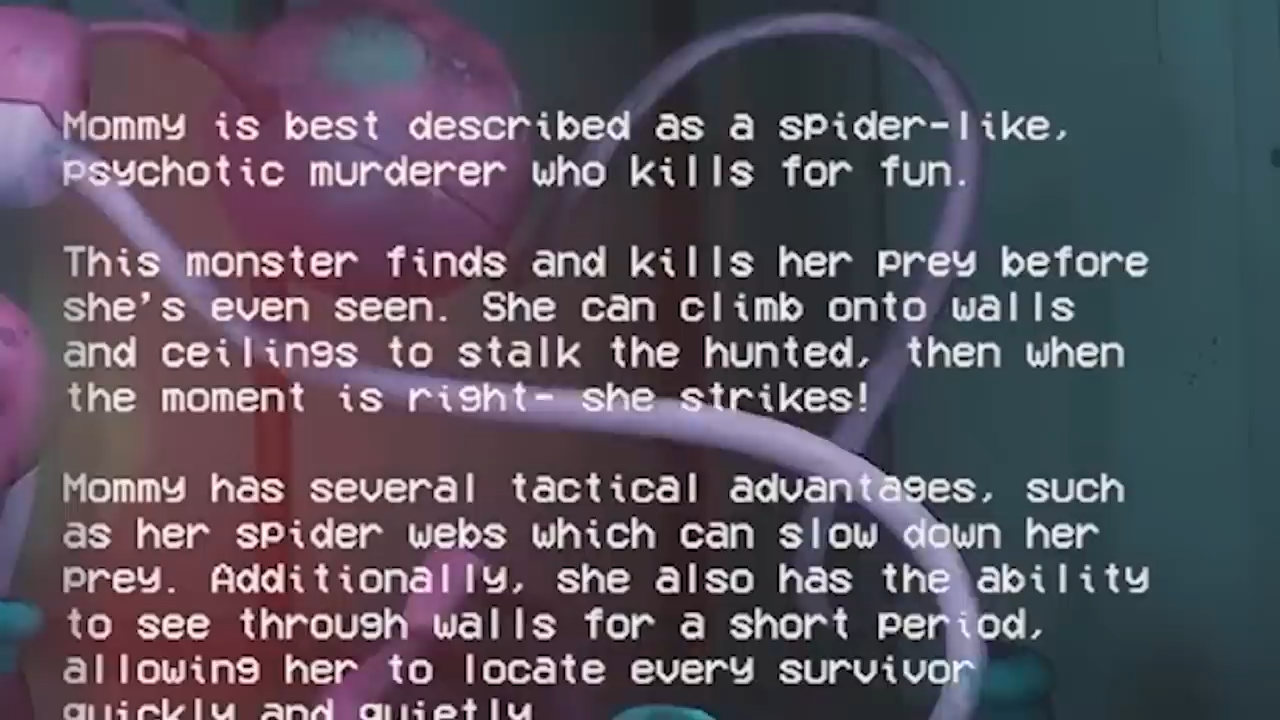 Mommy is best described as a spider-like,
psychotic murderer who kills for fun.
This monster finds and kills her prey before
she's even seen. She can climb onto walls
and ceilings to stalk the hunted, then when
the moment is right- she strikes!
Mommy has several tactical advantages, such
as her spider webs which can slow down her
prey. Additionally, she also has the ability
to see through walls for a short period,
allowing her to locate every survivor
quickly and quietly